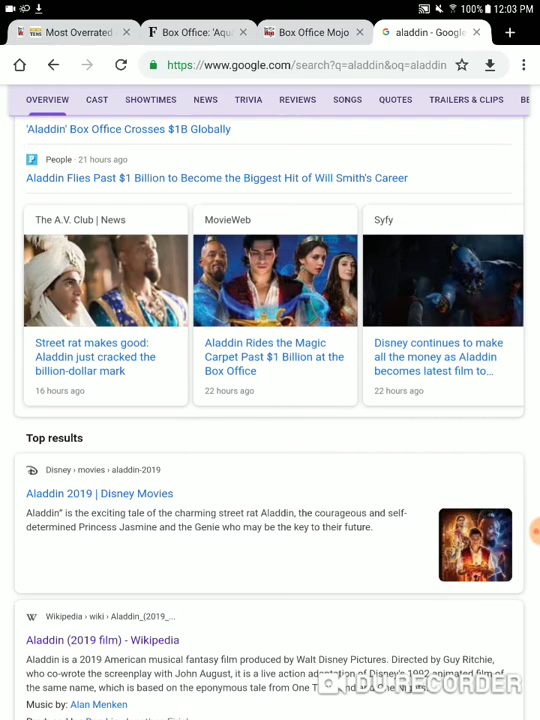 100% 12:03 PM
Most Overrated
Box Office: 'Aqua
Box Office Mojo
aladdin - Google
https://www.google.com/search?q=aladdin&oq=aladdin
OVERVIEW CAST SHOWTIMES NEWS TRIVIA REVIEWS SONGS QUOTES TRAILERS & CLIPS
'Aladdin' Box Office Crosses $1B Globally
People · 21 hours ago
Aladdin Flies Past $1 Billion to Become the Biggest Hit of Will Smith's Career
The A.V. Club | News
Street rat makes good:
Aladdin just cracked the
billion-dollar mark
16 hours ago
MovieWeb
Aladdin Rides the Magic
Carpet Past $1 Billion at the
Box Office
22 hours ago
Syfy
Disney continues to make
all the money as Aladdin
becomes latest film to...
22 hours ago
Top results
Disney › movies › aladdin-2019
Aladdin 2019 | Disney Movies
Aladdin" is the exciting tale of the charming street rat Aladdin, the courageous and self-
determined Princess Jasmine and the Genie who may be the key to their future.
Wikipedia › wiki › Aladdin_(2019_...
Aladdin (2019 film) - Wikipedia
Aladdin is a 2019 American musical fantasy film produced by Walt Disney Pictures. Directed by Guy Ritchie,
who co-wrote the screenplay with John August, it is a live action adaptation of Disney's 1992 animated film of
the same name, which is based on the eponymous tale from One
Music by: Alan Menken
DU RECORDER